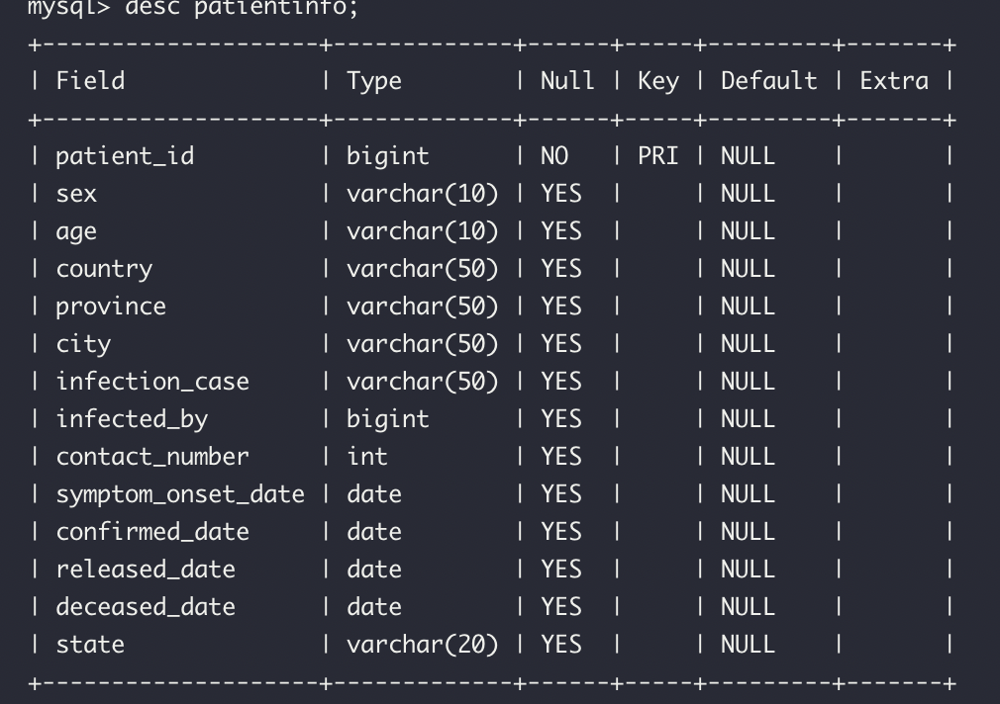 mysql> desc patientinfo;
+--------------------+-------------+------+-----+---------+-------+
| Field              | Type        | Null | Key | Default | Extra |
+--------------------+-------------+------+-----+---------+-------+
| patient_id         | bigint      | NO   | PRI | NULL    |       |
| sex                | varchar(10) | YES  |     | NULL    |       |
| age                | varchar(10) | YES  |     | NULL    |       |
| country            | varchar(50) | YES  |     | NULL    |       |
| province           | varchar(50) | YES  |     | NULL    |       |
| city               | varchar(50) | YES  |     | NULL    |       |
| infection_case     | varchar(50) | YES  |     | NULL    |       |
| infected_by        | bigint      | YES  |     | NULL    |       |
| contact_number     | int         | YES  |     | NULL    |       |
| symptom_onset_date | date        | YES  |     | NULL    |       |
| confirmed_date     | date        | YES  |     | NULL    |       |
| released_date      | date        | YES  |     | NULL    |       |
| deceased_date      | date        | YES  |     | NULL    |       |
| state              | varchar(20) | YES  |     | NULL    |       |
+--------------------+-------------+------+-----+---------+-------+